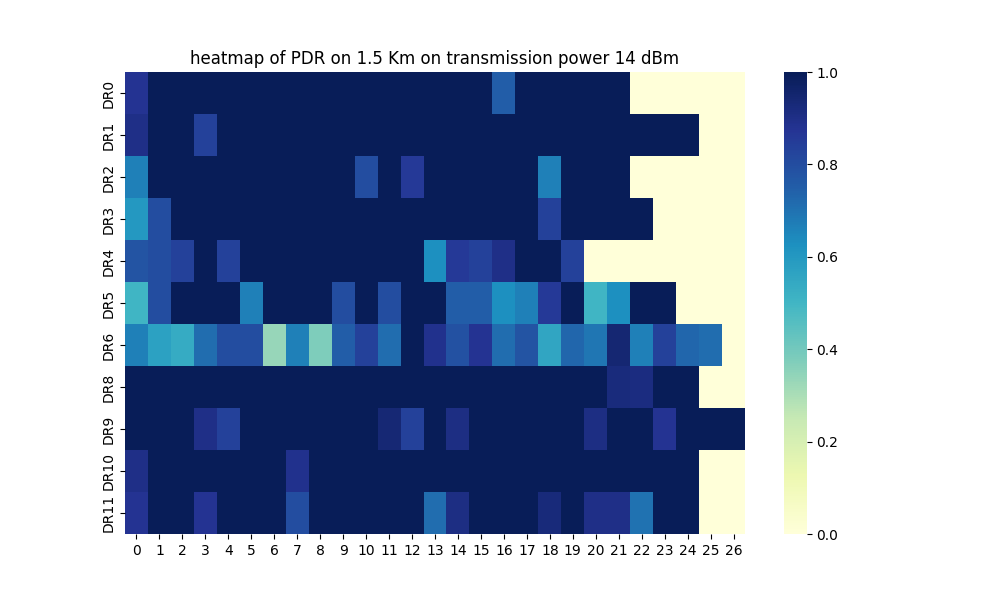 heatmap of PDR on 1.5 Km on transmission power 14 dBm
DR0
DR1
DR2
DR3
DR4
DR5
DR6
DR8
DR9
DR10
DR11
0 1 2 3 4 5 6 7 8 9 10 11 12 13 14 15 16 17 18 19 20 21 22 23 24 25 26
1.0
0.8
0.6
0.4
0.2
0.0